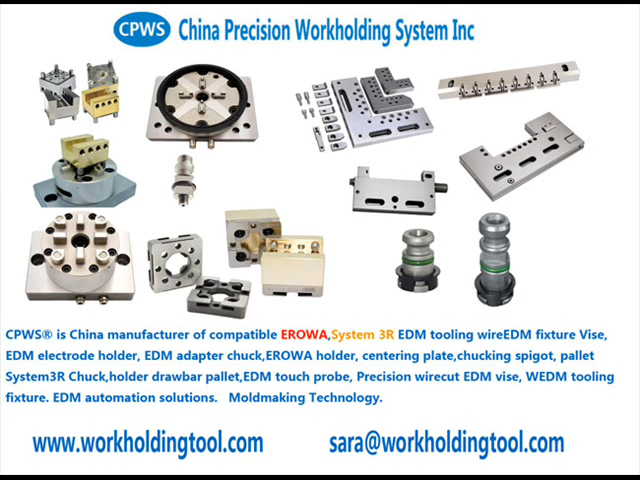 CPWS China Precision Workholding System Inc
CPWS® is China manufacturer of compatible EROWA,System 3R EDM tooling wireEDM fixture Vise,
EDM electrode holder, EDM adapter chuck,EROWA holder, centering plate,chucking spigot, pallet
System3R Chuck,holder drawbar pallet,EDM touch probe, Precision wirecut EDM vise, WEDM tooling
fixture. EDM automation solutions. Moldmaking Technology.
www.workholdingtool.com sara@workholdingtool.com